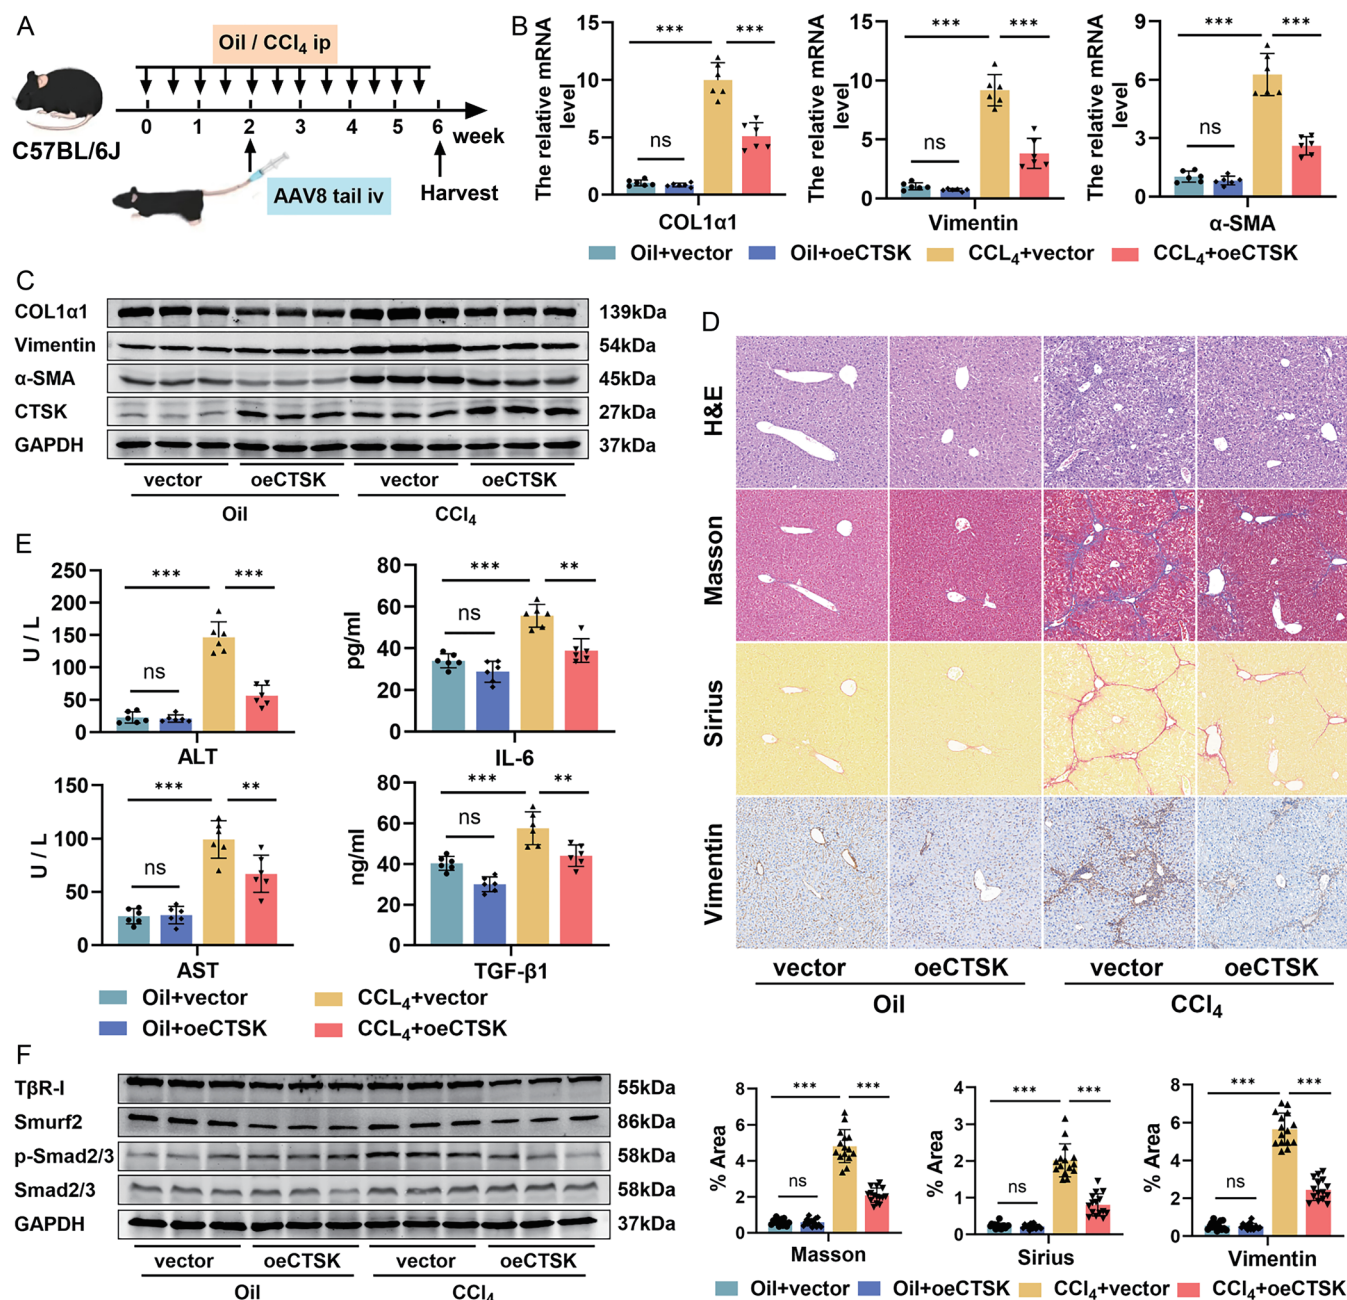 A
Oil / CCl₄ ip
0 1 2 3 4 5 6 week
C57BL/6J
AAV8 tail iv
Harvest
B
The relative mRNA level
15
10
5
0
***
***
ns
COL1α1
The relative mRNA level
15
10
5
0
***
***
ns
Vimentin
The relative mRNA level
9
6
3
0
***
***
ns
α-SMA
Oil+vector
Oil+oeCTSK
CCL₄+vector
CCL₄+oeCTSK
C
COL1α1 139kDa
Vimentin 54kDa
α-SMA 45kDa
CTSK 27kDa
GAPDH 37kDa
vector oeCTSK vector oeCTSK
Oil CCl₄
D
H&E
Masson
Sirius
Vimentin
vector oeCTSK vector oeCTSK
Oil CCl₄
% Area
8
6
4
2
0
***
***
ns
Masson
% Area
4
3
2
1
0
***
***
ns
Sirius
% Area
8
6
4
2
0
***
***
ns
Vimentin
Oil+vector
Oil+oeCTSK
CCl₄+vector
CCl₄+oeCTSK
E
U / L
250
200
150
100
50
0
***
***
ns
ALT
pg/ml
80
60
40
20
0
***
**
ns
IL-6
U / L
150
100
50
0
***
**
ns
AST
ng/ml
80
60
40
20
0
***
**
ns
TGF-β1
Oil+vector
CCL₄+vector
Oil+oeCTSK
CCL₄+oeCTSK
F
TβR-I 55kDa
Smurf2 86kDa
p-Smad2/3 58kDa
Smad2/3 58kDa
GAPDH 37kDa
vector oeCTSK vector oeCTSK
Oil CCl₄